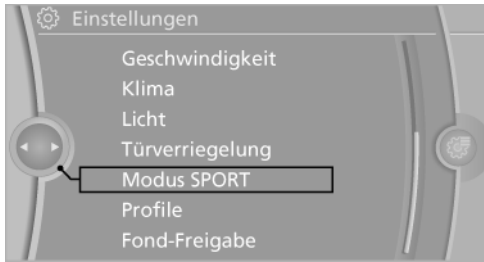 Einstellungen
Geschwindigkeit
Klima
Licht
Türverriegelung
Modus SPORT
Profile
Fond-Freigabe